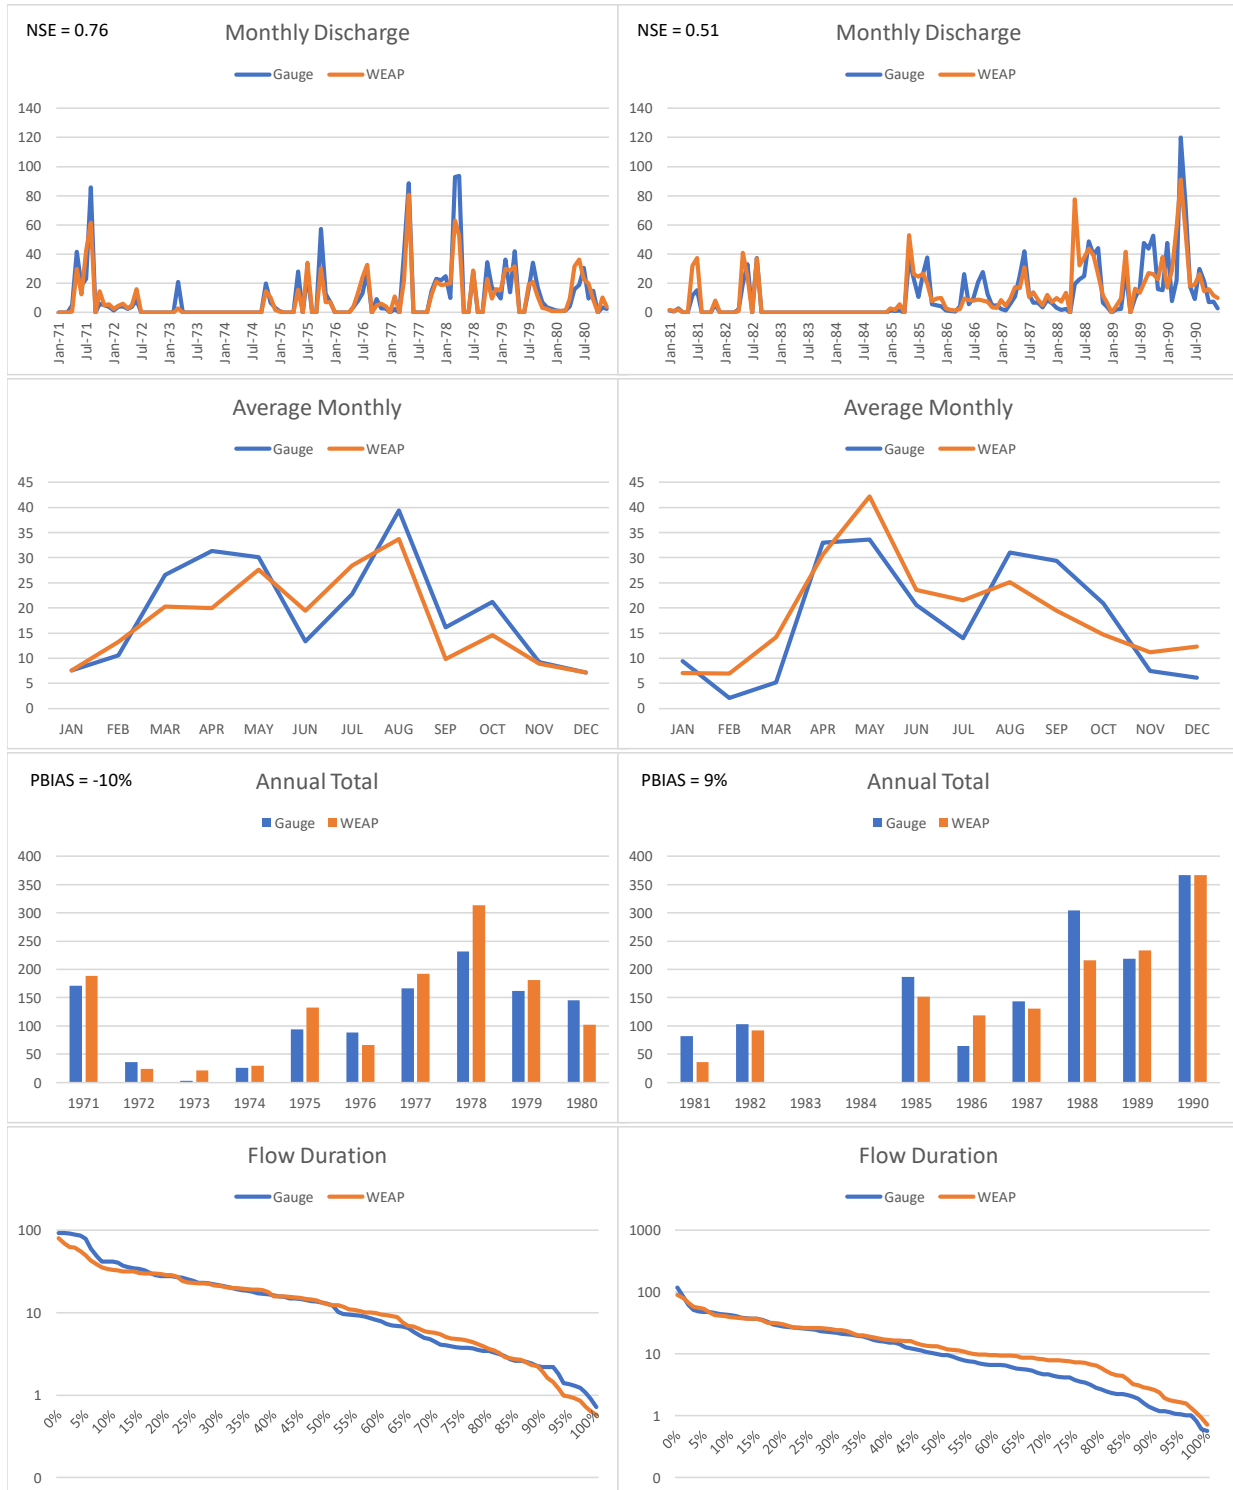 NSE = 0.76
Monthly Discharge
Gauge WEAP
140
120
100
80
60
40
20
0
Jan-71 Jul-71 Jan-72 Jul-72 Jan-73 Jul-73 Jan-74 Jul-74 Jan-75 Jul-75 Jan-76 Jul-76 Jan-77 Jul-77 Jan-78 Jul-78 Jan-79 Jul-79 Jan-80 Jul-80
NSE = 0.51
Monthly Discharge
Gauge WEAP
140
120
100
80
60
40
20
0
Jan-81 Jul-81 Jan-82 Jul-82 Jan-83 Jul-83 Jan-84 Jul-84 Jan-85 Jul-85 Jan-86 Jul-86 Jan-87 Jul-87 Jan-88 Jul-88 Jan-89 Jul-89 Jan-90 Jul-90
Average Monthly
Gauge WEAP
45
40
35
30
25
20
15
10
5
0
JAN FEB MAR APR MAY JUN JUL AUG SEP OCT NOV DEC
Average Monthly
Gauge WEAP
45
40
35
30
25
20
15
10
5
0
JAN FEB MAR APR MAY JUN JUL AUG SEP OCT NOV DEC
PBIAS = -10%
Annual Total
Gauge WEAP
400
350
300
250
200
150
100
50
0
1971 1972 1973 1974 1975 1976 1977 1978 1979 1980
PBIAS = 9%
Annual Total
Gauge WEAP
400
350
300
250
200
150
100
50
0
1981 1982 1983 1984 1985 1986 1987 1988 1989 1990
Flow Duration
Gauge WEAP
100
10
1
0
0% 5% 10% 15% 20% 25% 30% 35% 40% 45% 50% 55% 60% 65% 70% 75% 80% 85% 90% 95% 100%
Flow Duration
Gauge WEAP
1000
100
10
1
0
0% 5% 10% 15% 20% 25% 30% 35% 40% 45% 50% 55% 60% 65% 70% 75% 80% 85% 90% 95% 100%